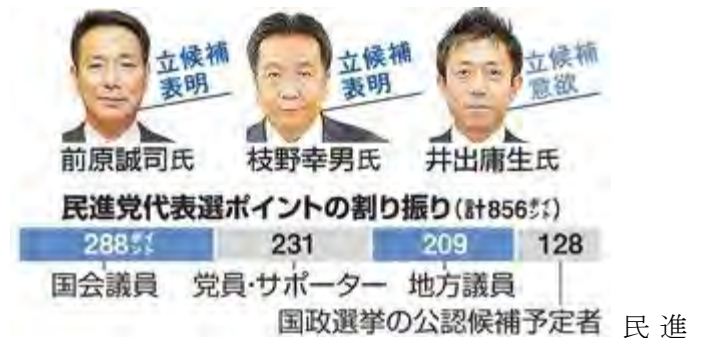 立候補表明
立候補表明
立候補意欲
前原誠司氏
枝野幸男氏
井出庸生氏
民進党代表選ポイントの割り振り(計856ポイント)
288ポイント
231
209
128
国会議員
党員・サポーター
地方議員
国政選挙の公認候補予定者
民進